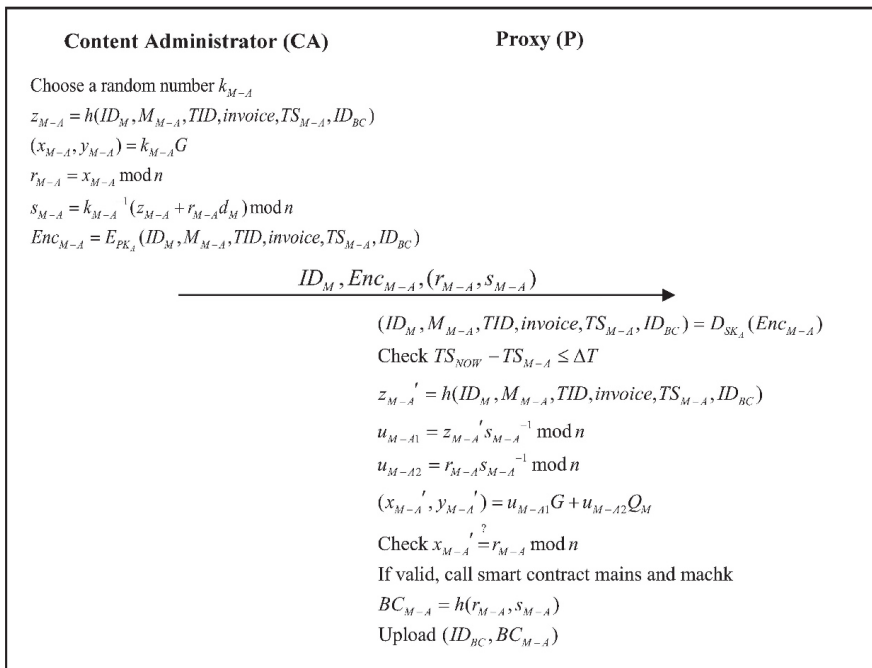 Content Administrator (CA)
Proxy (P)
Choose a random number k_{M-A}
z_{M-A} = h(ID_M, M_{M-A}, TID, invoice, TS_{M-A}, ID_{BC})
(x_{M-A}, y_{M-A}) = k_{M-A}G
r_{M-A} = x_{M-A} mod n
s_{M-A} = k_{M-A}^{-1}(z_{M-A} + r_{M-A}d_M) mod n
Enc_{M-A} = E_{PK_A}(ID_M, M_{M-A}, TID, invoice, TS_{M-A}, ID_{BC})
ID_M, Enc_{M-A}, (r_{M-A}, s_{M-A})
(ID_M, M_{M-A}, TID, invoice, TS_{M-A}, ID_{BC}) = D_{SK_A}(Enc_{M-A})
Check TS_{NOW} − TS_{M-A} ≤ ΔT
z_{M-A}' = h(ID_M, M_{M-A}, TID, invoice, TS_{M-A}, ID_{BC})
u_{M-A1} = z_{M-A}'s_{M-A}^{-1} mod n
u_{M-A2} = r_{M-A}s_{M-A}^{-1} mod n
(x_{M-A}', y_{M-A}') = u_{M-A1}G + u_{M-A2}Q_M
Check x_{M-A}' =^? r_{M-A} mod n
If valid, call smart contract mains and machk
BC_{M-A} = h(r_{M-A}, s_{M-A})
Upload (ID_{BC}, BC_{M-A})